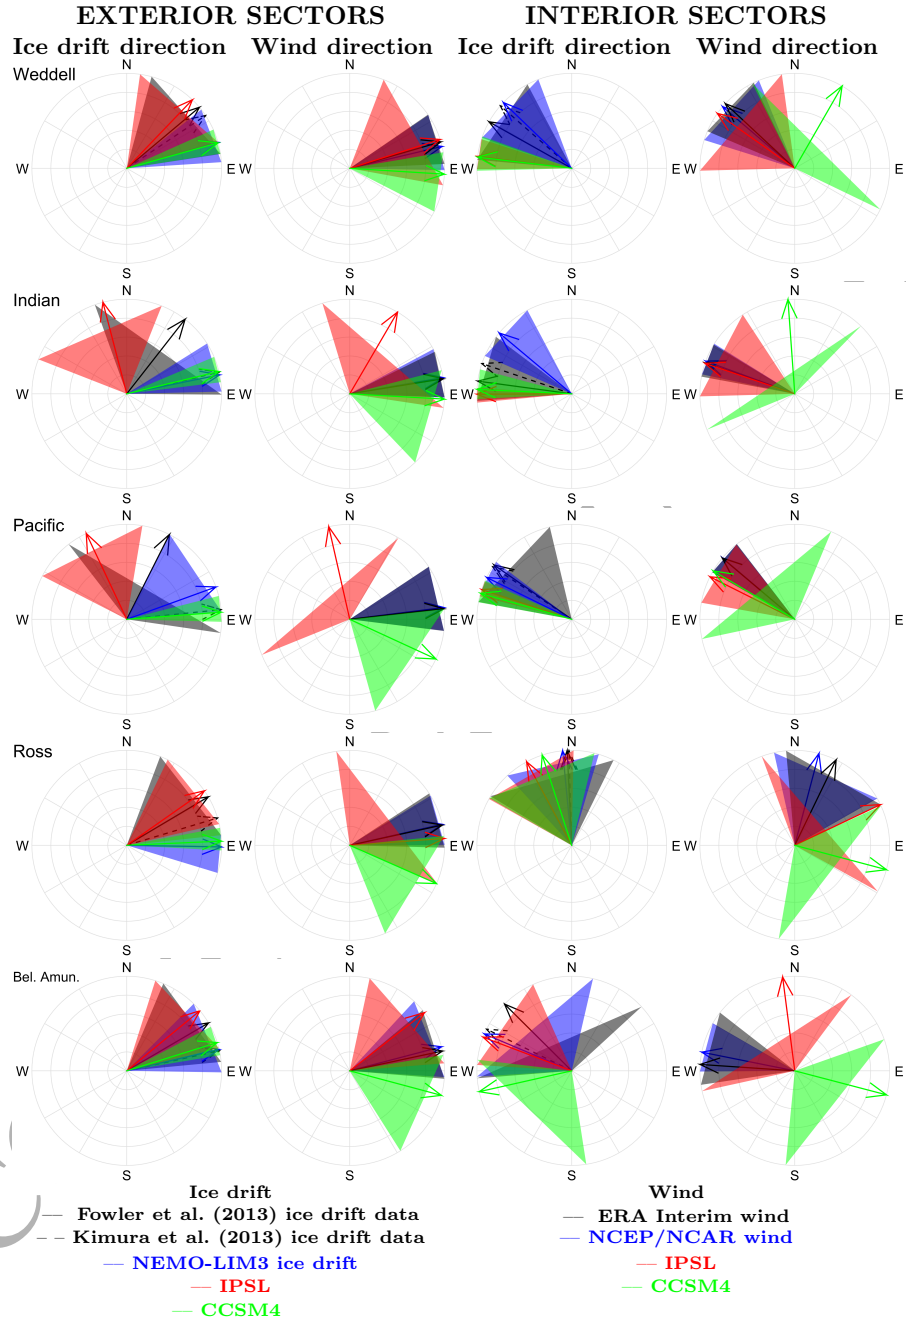 EXTERIOR SECTORS INTERIOR SECTORS
Ice drift direction Wind direction Ice drift direction Wind direction
Weddell
N N N N
W E W E W E W E
S S S S
Indian
N N N N
W E W E W E W E
S S S S
Pacific
N N N N
W E W E W E W E
S S S S
Ross
N N N N
W E W E W E W E
S S S S
Bel. Amun.
N N N N
W E W E W E W E
S S S S
Ice drift Wind
— Fowler et al. (2013) ice drift data — ERA Interim wind
- - Kimura et al. (2013) ice drift data — NCEP/NCAR wind
— NEMO-LIM3 ice drift — IPSL
— IPSL — CCSM4
— CCSM4